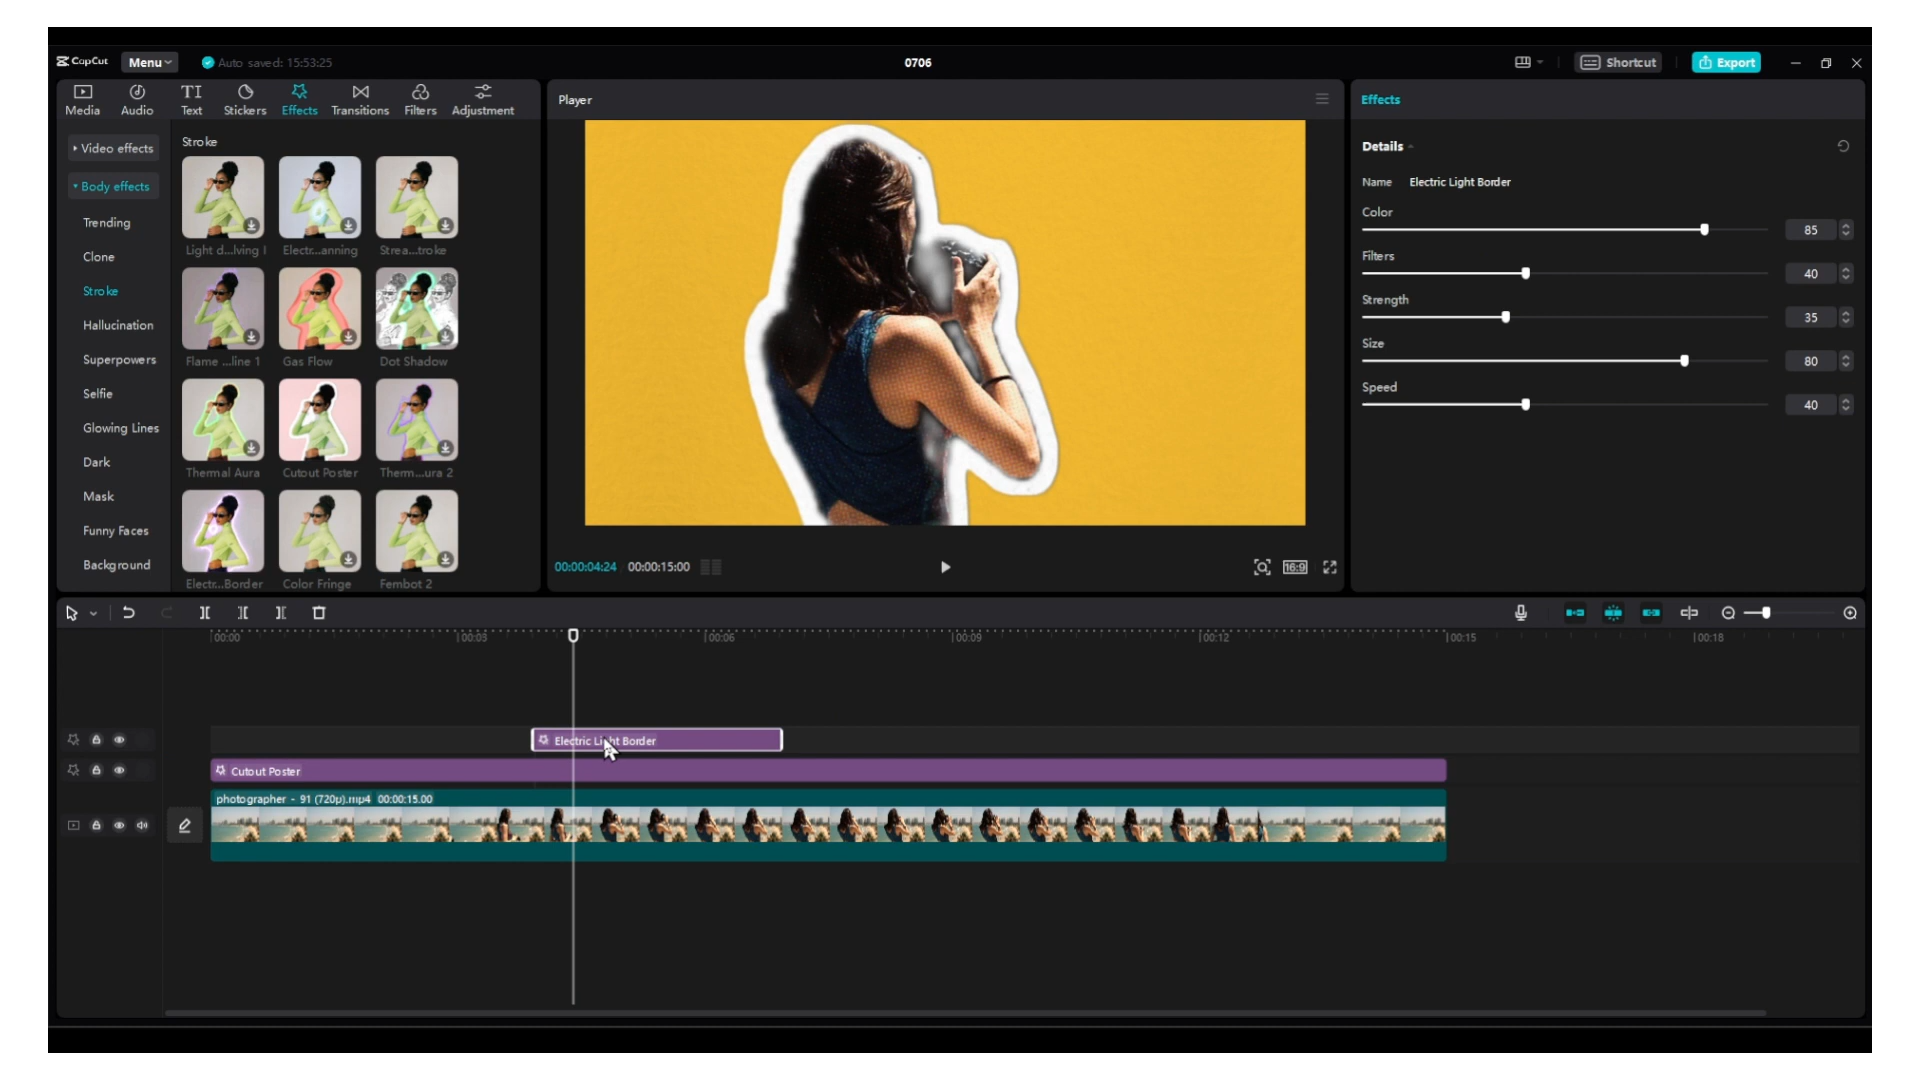 CapCut Menu Auto saved: 15:53:25 0706 Shortcut Export
Media Audio Text Stickers Effects Transitions Filters Adjustment
Video effects
Body effects
Trending
Clone
Stroke
Hallucination
Superpowers
Selfie
Glowing Lines
Dark
Mask
Funny Faces
Background
Stroke
Light d...lving I Electr...anning Strea...troke
Flame ...line 1 Gas Flow Dot Shadow
Thermal Aura Cutout Poster Therm...ura 2
Electr...Border Color Fringe Fembot 2
Player
00:00:04:24 00:00:15:00 16:9
Effects
Details
Name Electric Light Border
Color
85
Filters
40
Strength
35
Size
80
Speed
40
00:00 00:03 00:06 00:09 00:12 00:15 00:18
Electric Light Border
Cutout Poster
photographer - 91 (720p).mp4 00:00:15.00